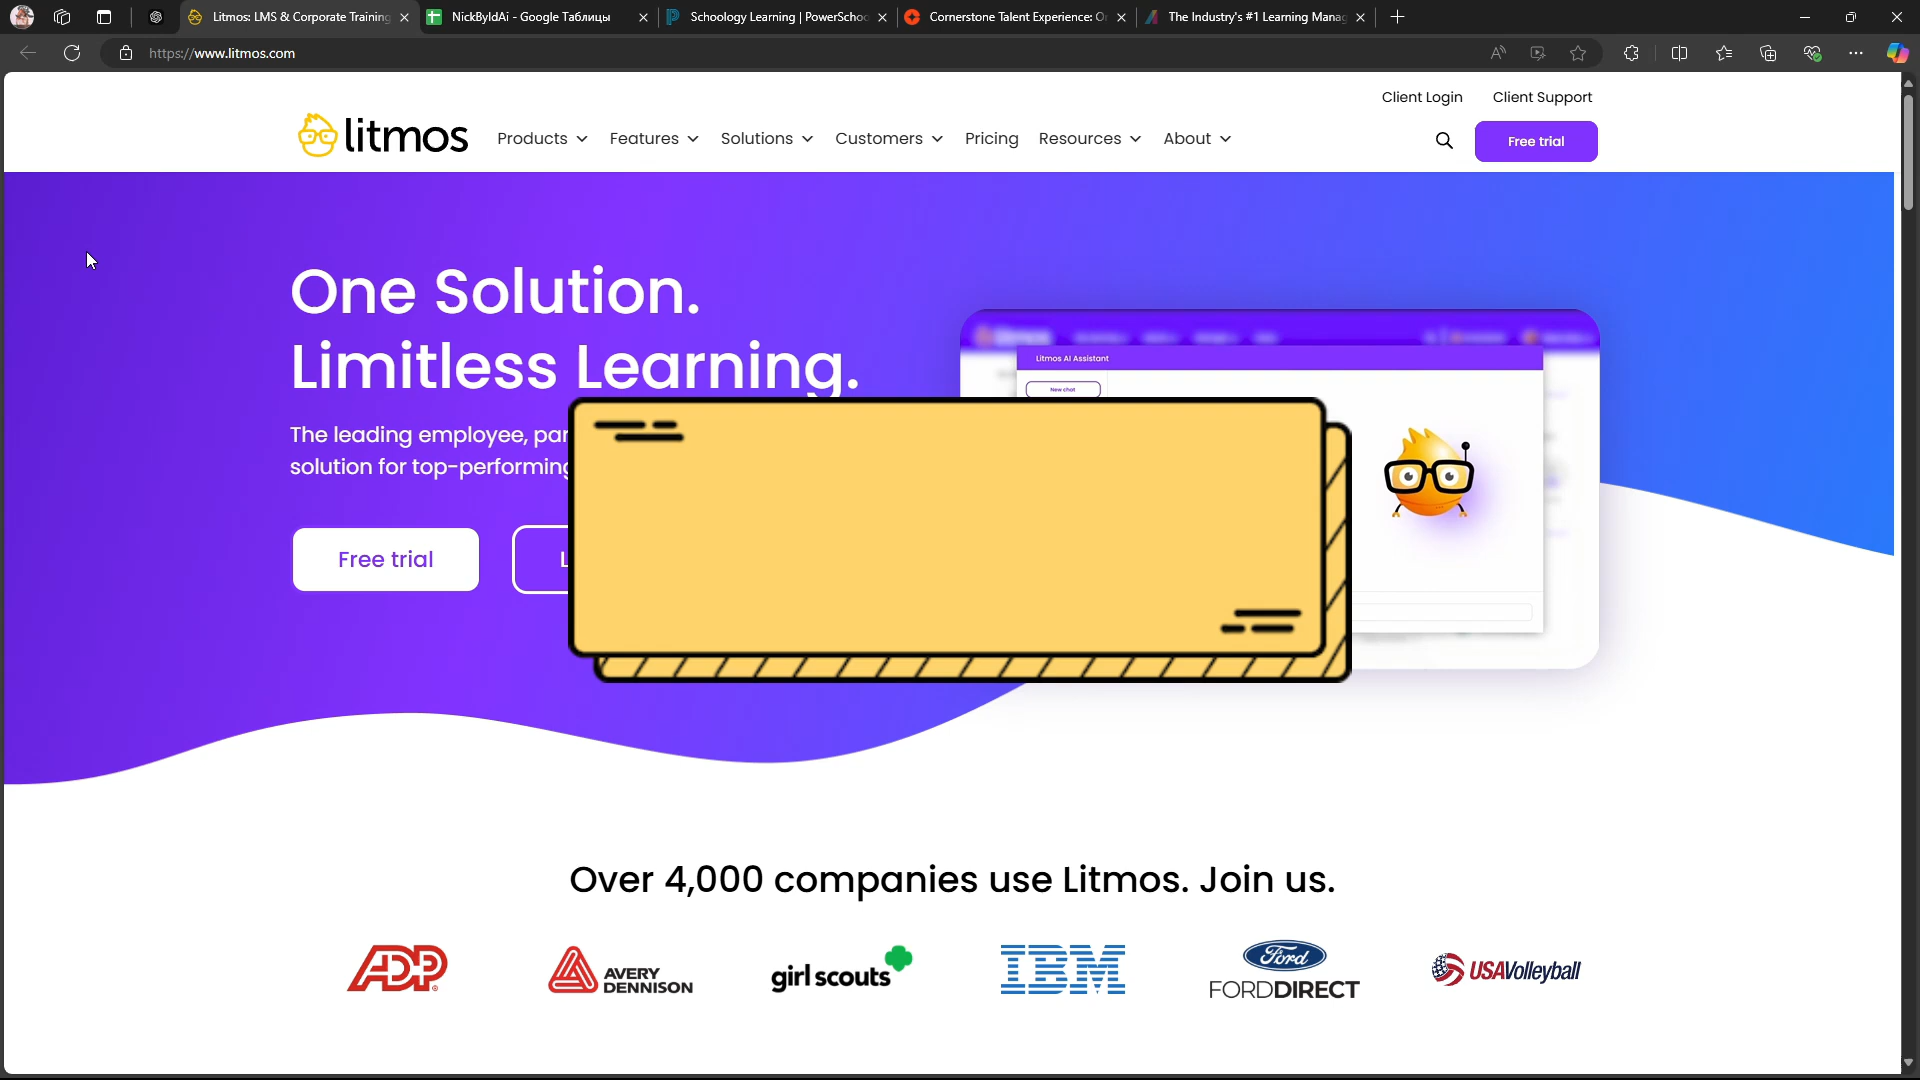 Litmos: LMS & Corporate Training
NickByIdAi - Google Таблицы
Schoology Learning | PowerSchoo
Cornerstone Talent Experience: O
The Industry's #1 Learning Manag
https://www.litmos.com
Client Login
Client Support
litmos
Products
Features
Solutions
Customers
Pricing
Resources
About
Free trial
One Solution.
Limitless Learning.
The leading employee, par
solution for top-performing
Free trial
L
Litmos AI Assistant
New chat
Over 4,000 companies use Litmos. Join us.
ADP
AVERY
DENNISON
girl scouts
IBM
Ford
FORDDIRECT
USAVolleyball